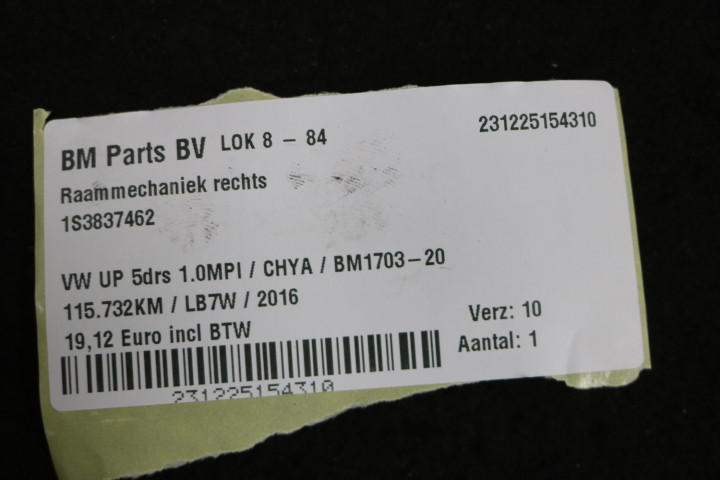 BM Parts BV LOK 8 - 84
231225154310
Raammechaniek rechts
1S3837462
VW UP 5drs 1.0MPI / CHYA / BM1703-20
115.732KM / LB7W / 2016
19,12 Euro incl BTW
Verz: 10
Aantal: 1
231225154310